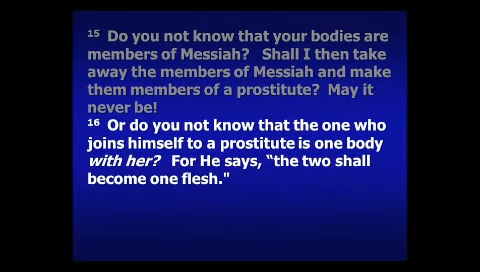 15 Do you not know that your bodies are
members of Messiah? Shall I then take
away the members of Messiah and make
them members of a prostitute? May it
never be!
16 Or do you not know that the one who
joins himself to a prostitute is one body
with her? For He says, “the two shall
become one flesh."